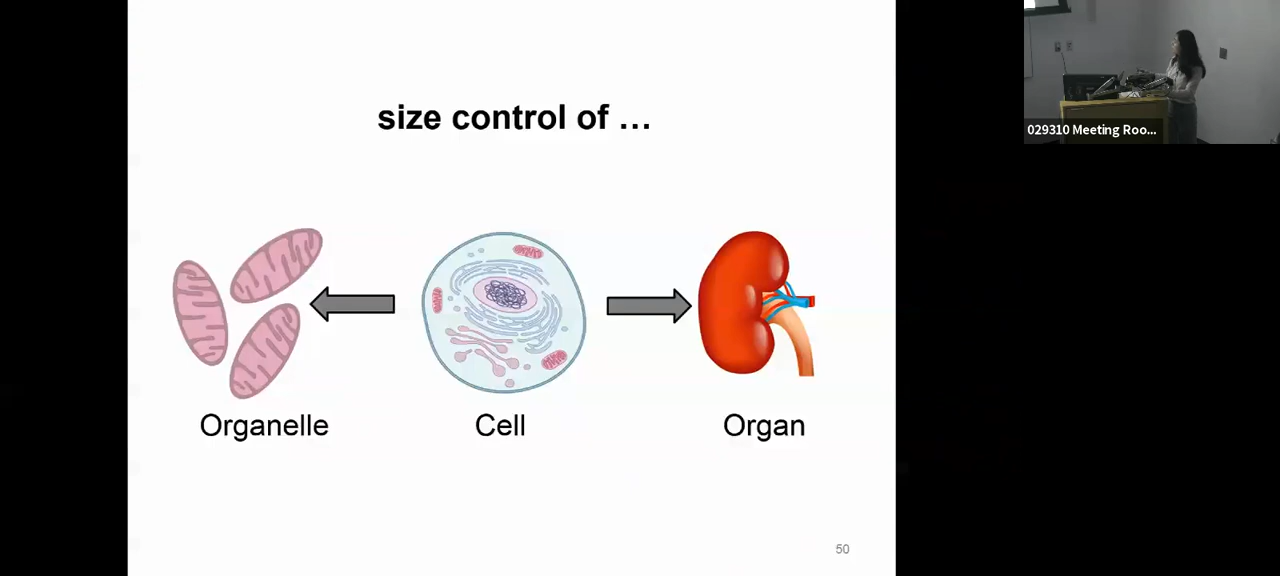 size control of ...
Organelle
Cell
Organ
50
029310 Meeting Roo...